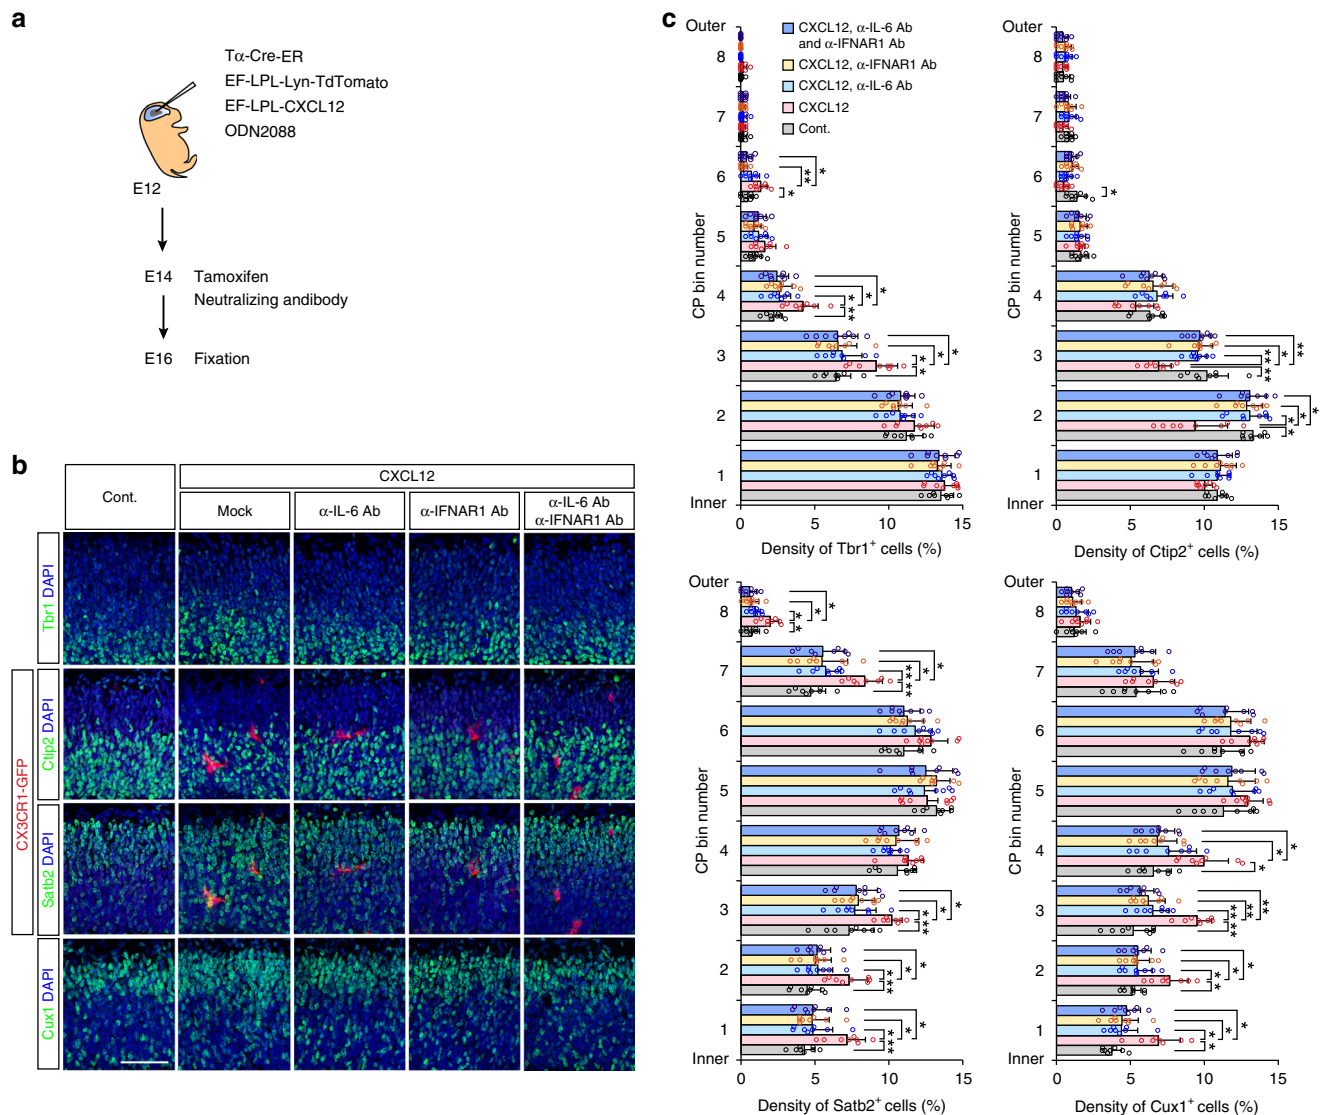 a
Tα-Cre-ER
EF-LPL-Lyn-TdTomato
EF-LPL-CXCL12
ODN2088
E12
E14 Tamoxifen
Neutralizing andibody
E16 Fixation
b
Cont.
CXCL12
Mock
α-IL-6 Ab
α-IFNAR1 Ab
α-IL-6 Ab
α-IFNAR1 Ab
CX3CR1-GFP
Tbr1 DAPI
Ctip2 DAPI
Satb2 DAPI
Cux1 DAPI
c
CXCL12, α-IL-6 Ab
and α-IFNAR1 Ab
CXCL12, α-IFNAR1 Ab
CXCL12, α-IL-6 Ab
CXCL12
Cont.
Outer
8
7
6
5
4
3
2
1
Inner
CP bin number
0 5 10 15
Density of Tbr1+ cells (%)
Outer
8
7
6
5
4
3
2
1
Inner
CP bin number
0 5 10 15
Density of Ctip2+ cells (%)
Outer
8
7
6
5
4
3
2
1
Inner
CP bin number
0 5 10 15
Density of Satb2+ cells (%)
Outer
8
7
6
5
4
3
2
1
Inner
CP bin number
0 5 10 15
Density of Cux1+ cells (%)